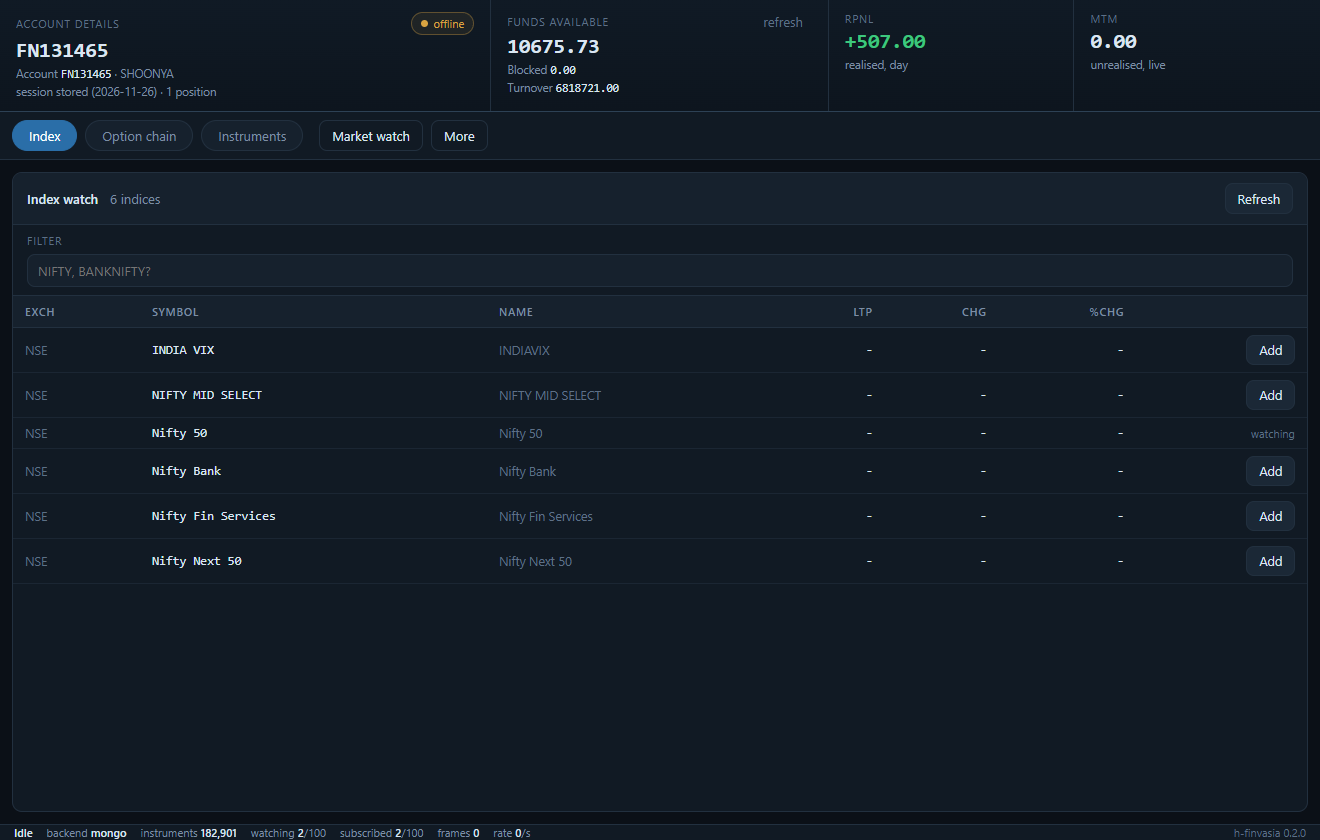 ACCOUNT DETAILS
offline
FN131465
Account FN131465 · SHOONYA
session stored (2026-11-26) · 1 position
FUNDS AVAILABLE
refresh
10675.73
Blocked 0.00
Turnover 6818721.00
RPNL
+507.00
realised, day
MTM
0.00
unrealised, live
Index Option chain Instruments Market watch More
Index watch 6 indices Refresh
FILTER
NIFTY, BANKNIFTY?
EXCH SYMBOL NAME LTP CHG %CHG
NSE INDIA VIX INDIAVIX - - - Add
NSE NIFTY MID SELECT NIFTY MID SELECT - - - Add
NSE Nifty 50 Nifty 50 - - - watching
NSE Nifty Bank Nifty Bank - - - Add
NSE Nifty Fin Services Nifty Fin Services - - - Add
NSE Nifty Next 50 Nifty Next 50 - - - Add
Idle backend mongo instruments 182,901 watching 2/100 subscribed 2/100 frames 0 rate 0/s h-finvasia 0.2.0